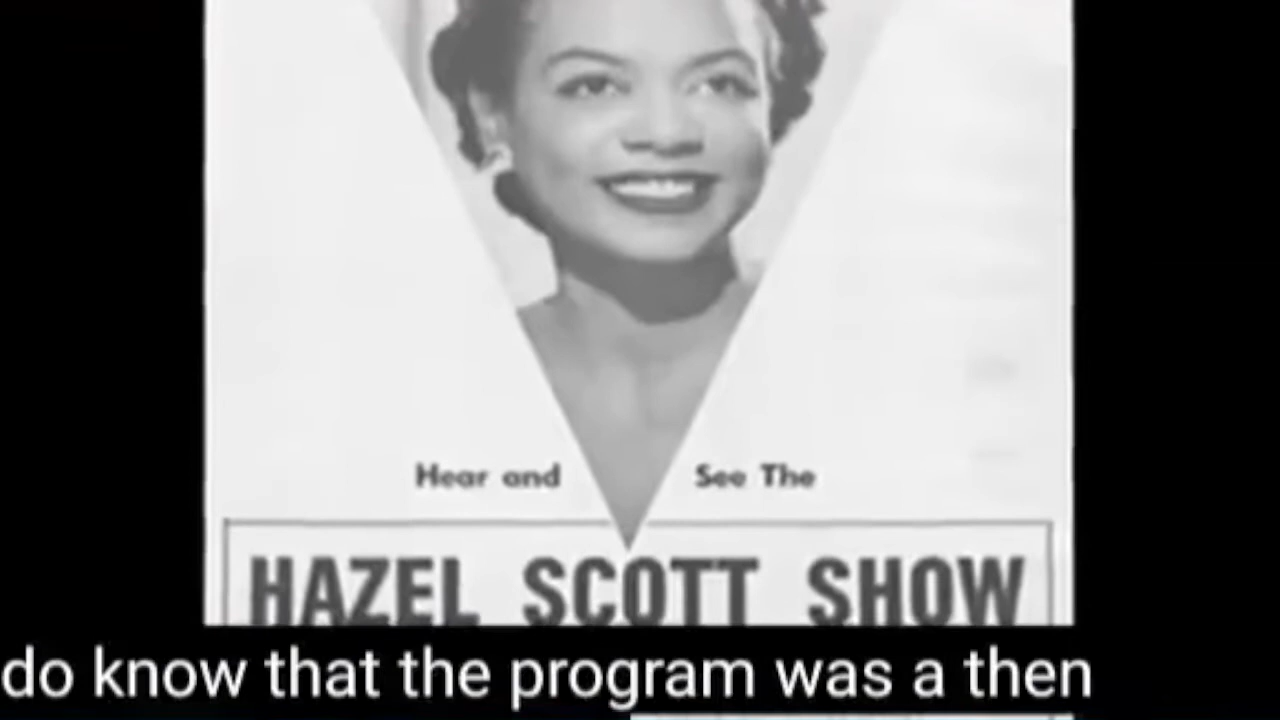 Hear and See The
HAZEL SCOTT SHOW
do know that the program was a then